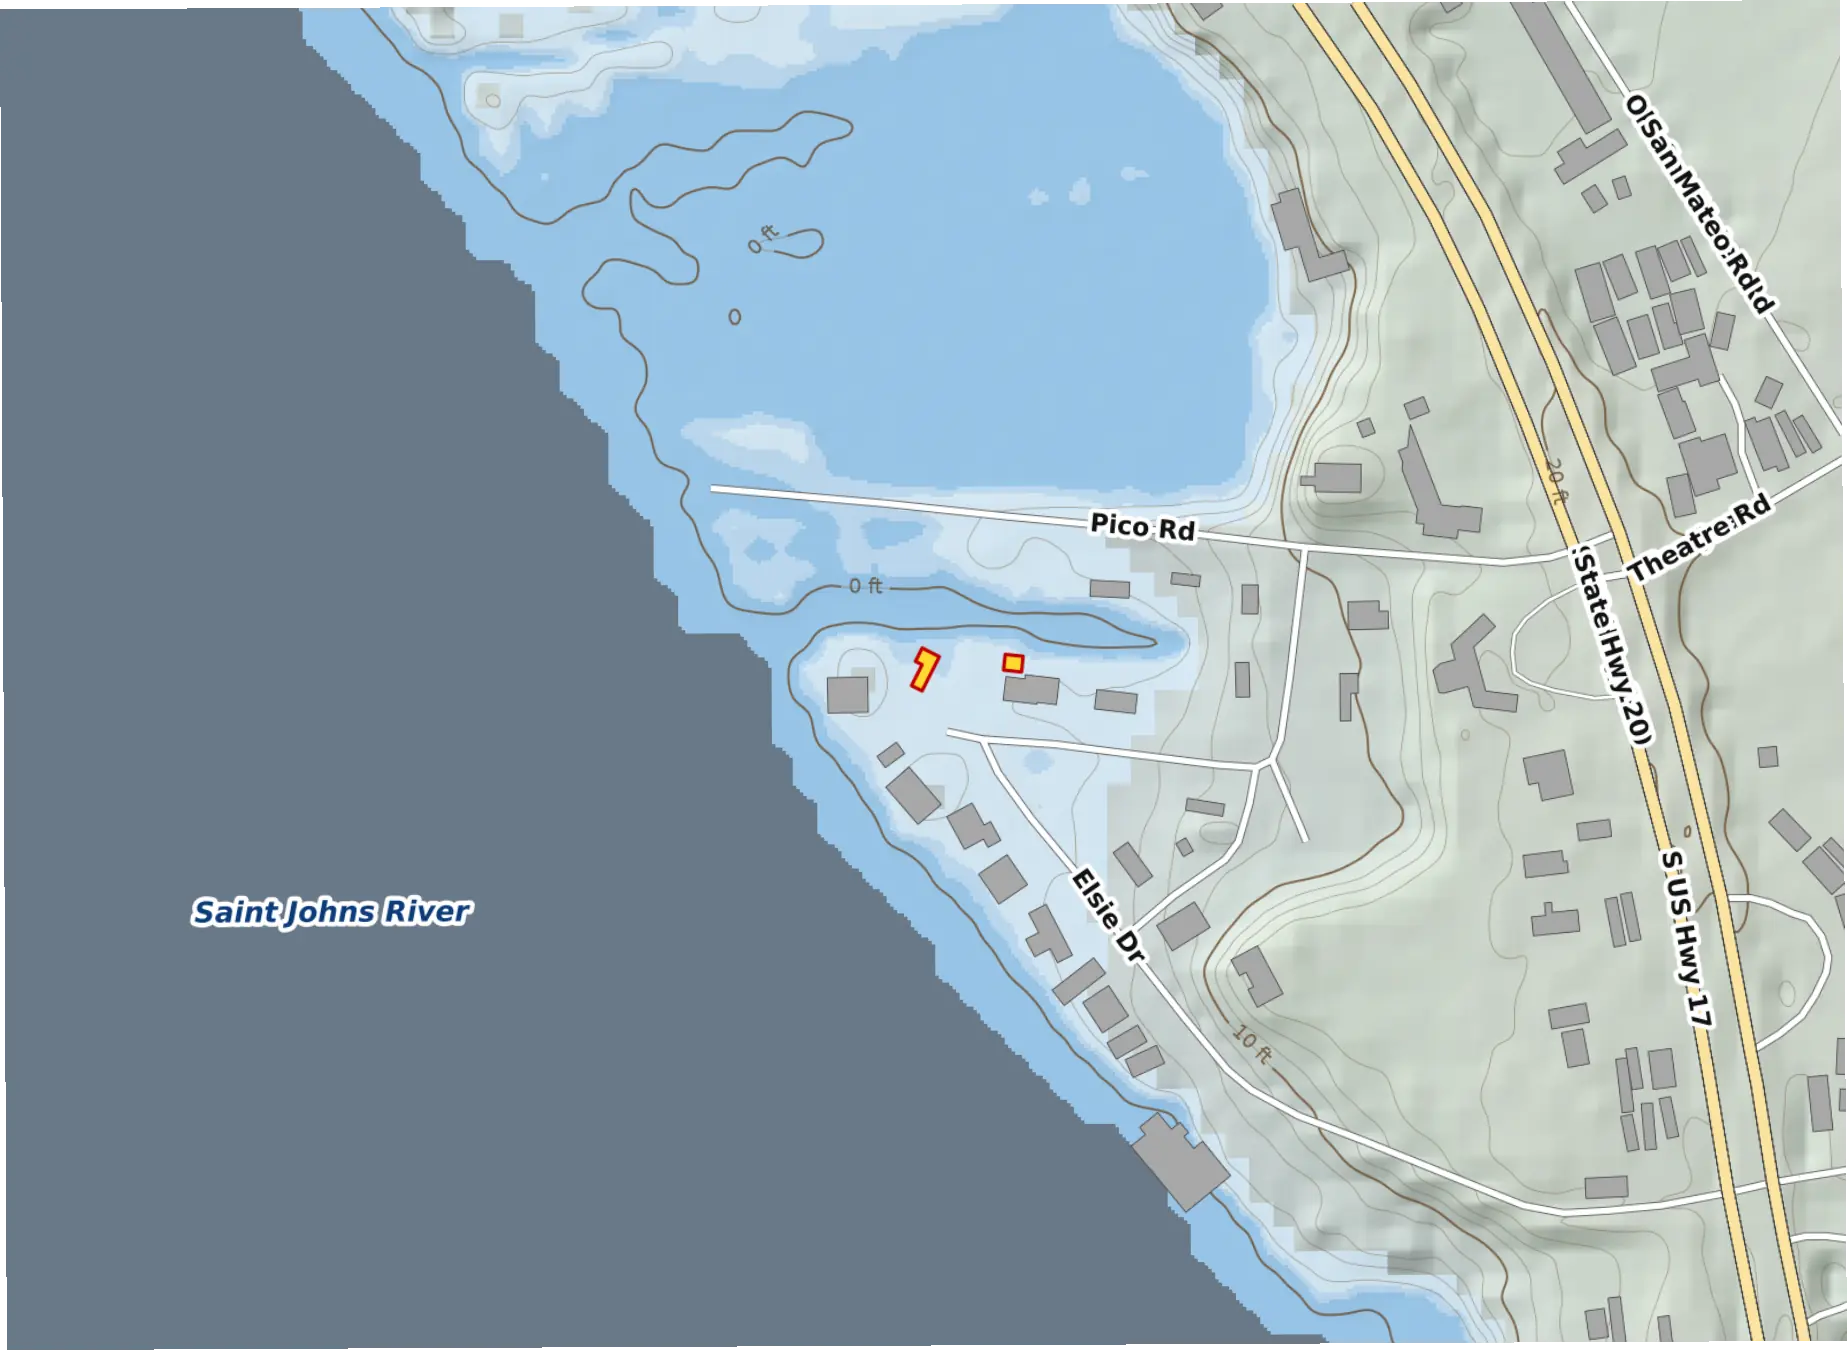 Ol San Mateo Rd
0 ft
20 ft
Pico Rd
Theatre Rd
0 ft
(State Hwy 20)
S US Hwy 17
Elsie Dr
Saint Johns River
10 ft